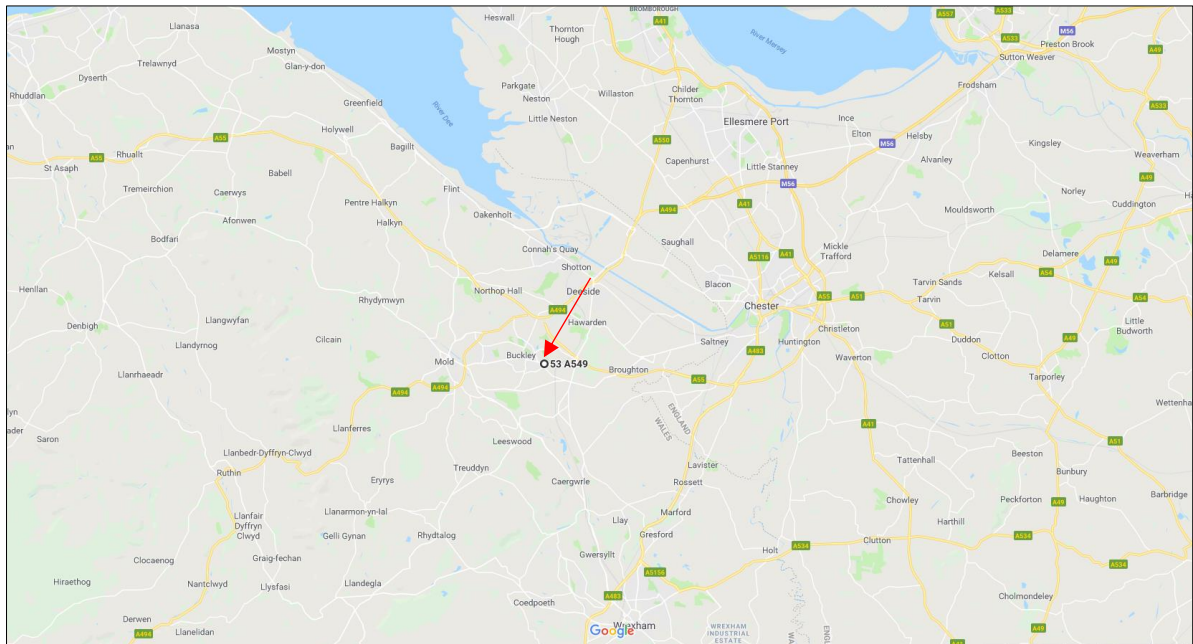 Llanasa
Heswall
Thornton
Hough
BROMBOROUGH
A41
River Mersey
A557
A533
M56
Preston Brook
A49
A533
Sutton Weaver
Mostyn
Trelawnyd
Glan-y-don
Dyserth
Rhuddlan
Parkgate
Neston
Willaston
Childer
Thornton
Frodsham
Greenfield
River Dee
Little Neston
Ellesmere Port
Ince
Elton
Helsby
A533
Holywell
A55
Bagillt
A550
M56
Kingsley
Alvanley
Weaverham
A55
Rhuallt
St Asaph
Babell
Capenhurst
Little Stanney
M56
A49
Tremeirchion
Caerwys
Flint
Norley
Cuddington
Pentre Halkyn
Oakenholt
A494
A41
Mouldsworth
Afonwen
Halkyn
Bodfari
Connah's Quay
Saughall
Mickle
Trafford
Delamere
A49
A5116
A41
Shotton
Kelsall
A54
Henllan
Northop Hall
Deeside
Blacon
Tarvin Sands
Tarvin
A54
Rhydymwyn
A494
Chester
A55
A51
Denbigh
Llangwyfan
Hawarden
Christleton
A51
Little
Budworth
Llandyrnog
Cilcain
Saltney
Huntington
Duddon
A49
Mold
Buckley
A483
Waverton
Clotton
53 A549
Broughton
A55
Tarporley
Llanrhaeadr
A494
A494
Wettenha
lyn
ENGLAND
WALES
ader
Saron
Llanferres
Leeswood
A41
A51
Llanbedr-Dyffryn-Clwyd
Treuddyn
Lavister
Tattenhall
Beeston
Ruthin
Eryrys
Caergwrle
Rossett
Bunbury
Chowley
Peckforton
A49
Haughton
Barbridge
Llanfair
Dyffryn
Clwyd
Llanarmon-yn-Ial
Llay
Marford
Harthill
Gelli Gynan
Rhydtalog
Gresford
A534
Clutton
A534
Clocaenog
Graig-fechan
Gwersyllt
Holt
A534
Hiraethog
Nantclwyd
Llysfasi
Llandegla
A5156
A483
Cholmondeley
Derwen
Coedpoeth
A494
Llanelidan
Wrexham
Google
WREXHAM
INDUSTRIAL
ESTATE
A49
A41